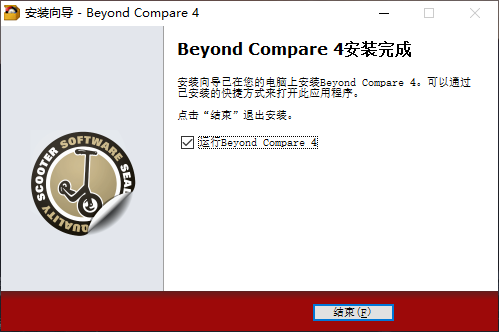 安装向导 - Beyond Compare 4
Beyond Compare 4安装完成
安装向导已在您的电脑上安装Beyond Compare 4。可以通过
已安装的快捷方式来打开此应用程序。
点击“结束”退出安装。
运行Beyond Compare 4
SCOOTER SOFTWARE SEAL
QUALITY
结束(F)